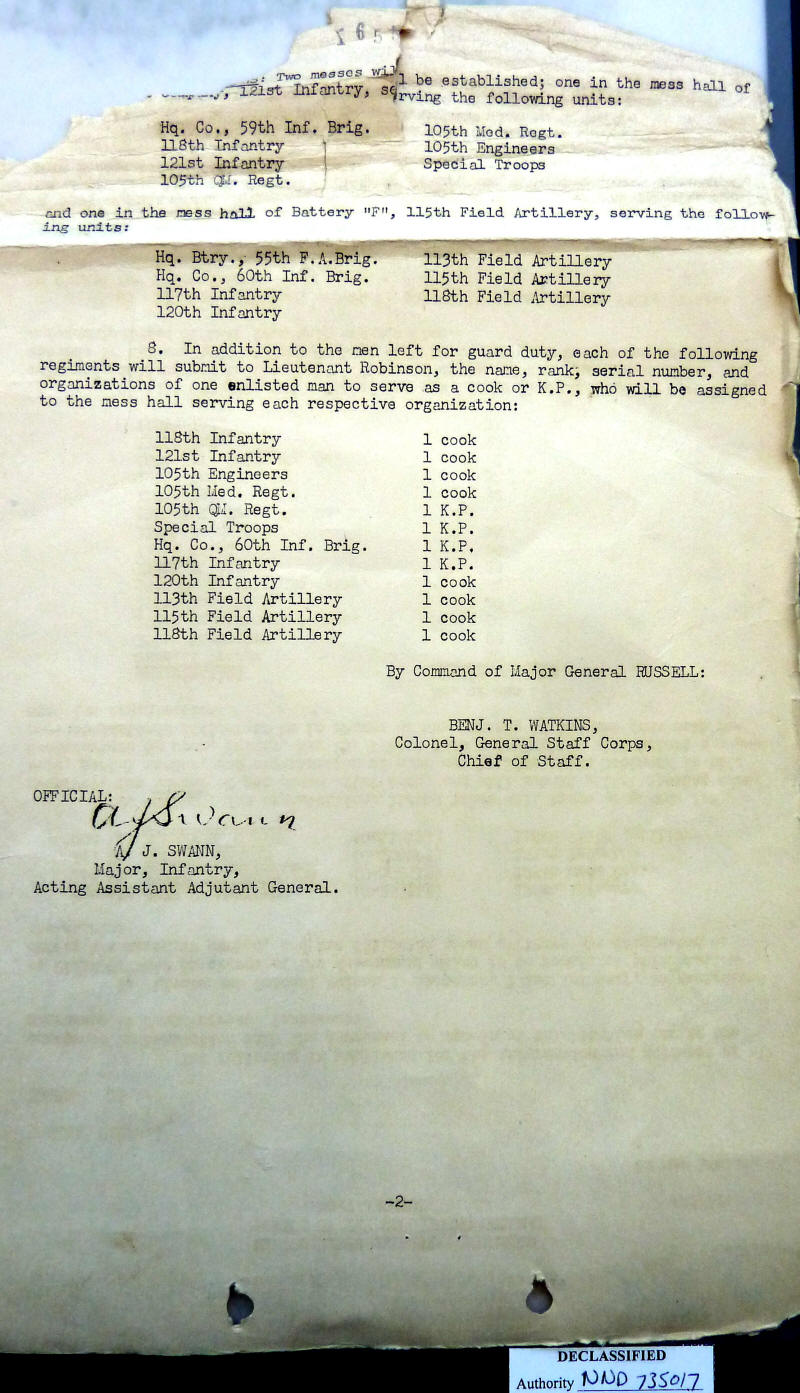 Two messes will be established; one in the mess hall of
121st Infantry, serving the following units:
Hq. Co., 59th Inf. Brig.
118th Infantry
121st Infantry
105th QM. Regt.
105th Med. Regt.
105th Engineers
Special Troops
and one in the mess hall of Battery "F", 115th Field Artillery, serving the follow-
ing units:
Hq. Btry., 55th F.A.Brig.
Hq. Co., 60th Inf. Brig.
117th Infantry
120th Infantry
113th Field Artillery
115th Field Artillery
118th Field Artillery
8. In addition to the men left for guard duty, each of the following
regiments will submit to Lieutenant Robinson, the name, rank, serial number, and
organizations of one enlisted man to serve as a cook or K.P., who will be assigned
to the mess hall serving each respective organization:
118th Infantry 1 cook
121st Infantry 1 cook
105th Engineers 1 cook
105th Med. Regt. 1 cook
105th QM. Regt. 1 K.P.
Special Troops 1 K.P.
Hq. Co., 60th Inf. Brig. 1 K.P.
117th Infantry 1 K.P.
120th Infantry 1 cook
113th Field Artillery 1 cook
115th Field Artillery 1 cook
118th Field Artillery 1 cook
By Command of Major General RUSSELL:
BENJ. T. WATKINS,
Colonel, General Staff Corps,
Chief of Staff.
OFFICIAL:
A J Swann
A. J. SWANN,
Major, Infantry,
Acting Assistant Adjutant General.
-2-
DECLASSIFIED
Authority NND 735017